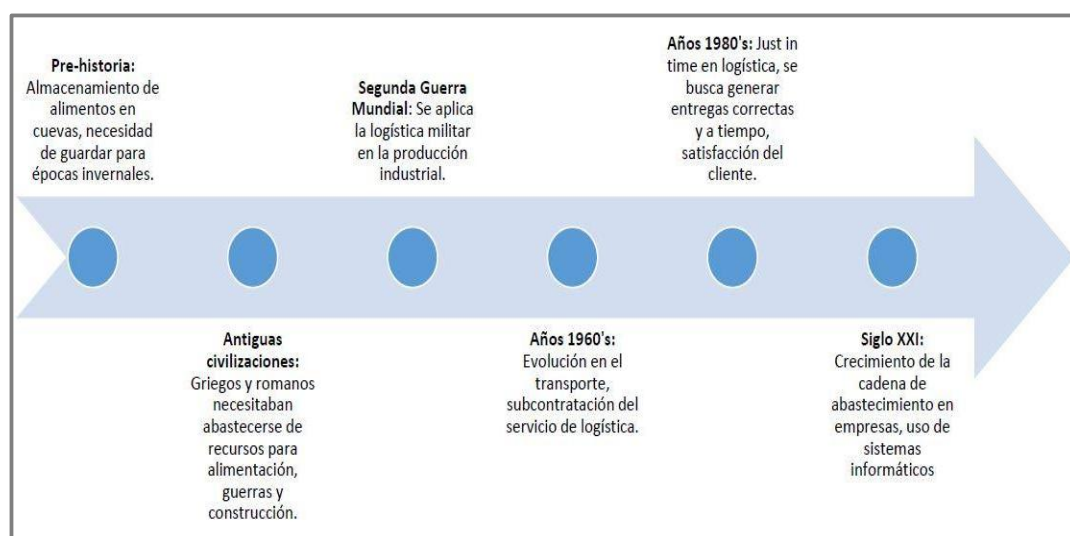 Pre-historia:
Almacenamiento de
alimentos en
cuevas, necesidad
de guardar para
épocas invernales.
Antiguas
civilizaciones:
Griegos y romanos
necesitaban
abastecerse de
recursos para
alimentación,
guerras y
construcción.
Segunda Guerra
Mundial: Se aplica
la logística militar
en la producción
industrial.
Años 1960's:
Evolución en el
transporte,
subcontratación del
servicio de logística.
Años 1980's: Just in
time en logística, se
busca generar
entregas correctas
y a tiempo,
satisfacción del
cliente.
Siglo XXI:
Crecimiento de la
cadena de
abastecimiento en
empresas, uso de
sistemas
informáticos